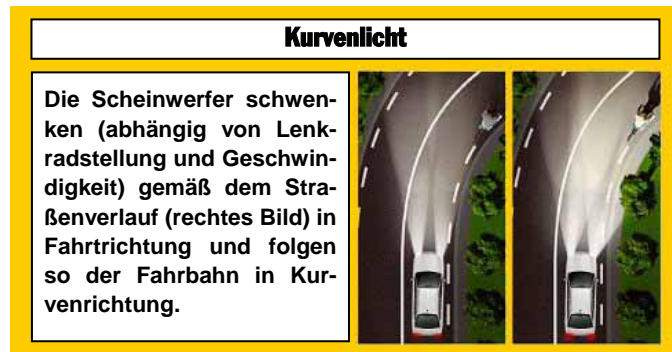 Kurvenlicht
Die Scheinwerfer schwen-
ken (abhängig von Lenk-
radstellung und Geschwin-
digkeit) gemäß dem Stra-
ßenverlauf (rechtes Bild) in
Fahrtrichtung und folgen
so der Fahrbahn in Kur-
venrichtung.